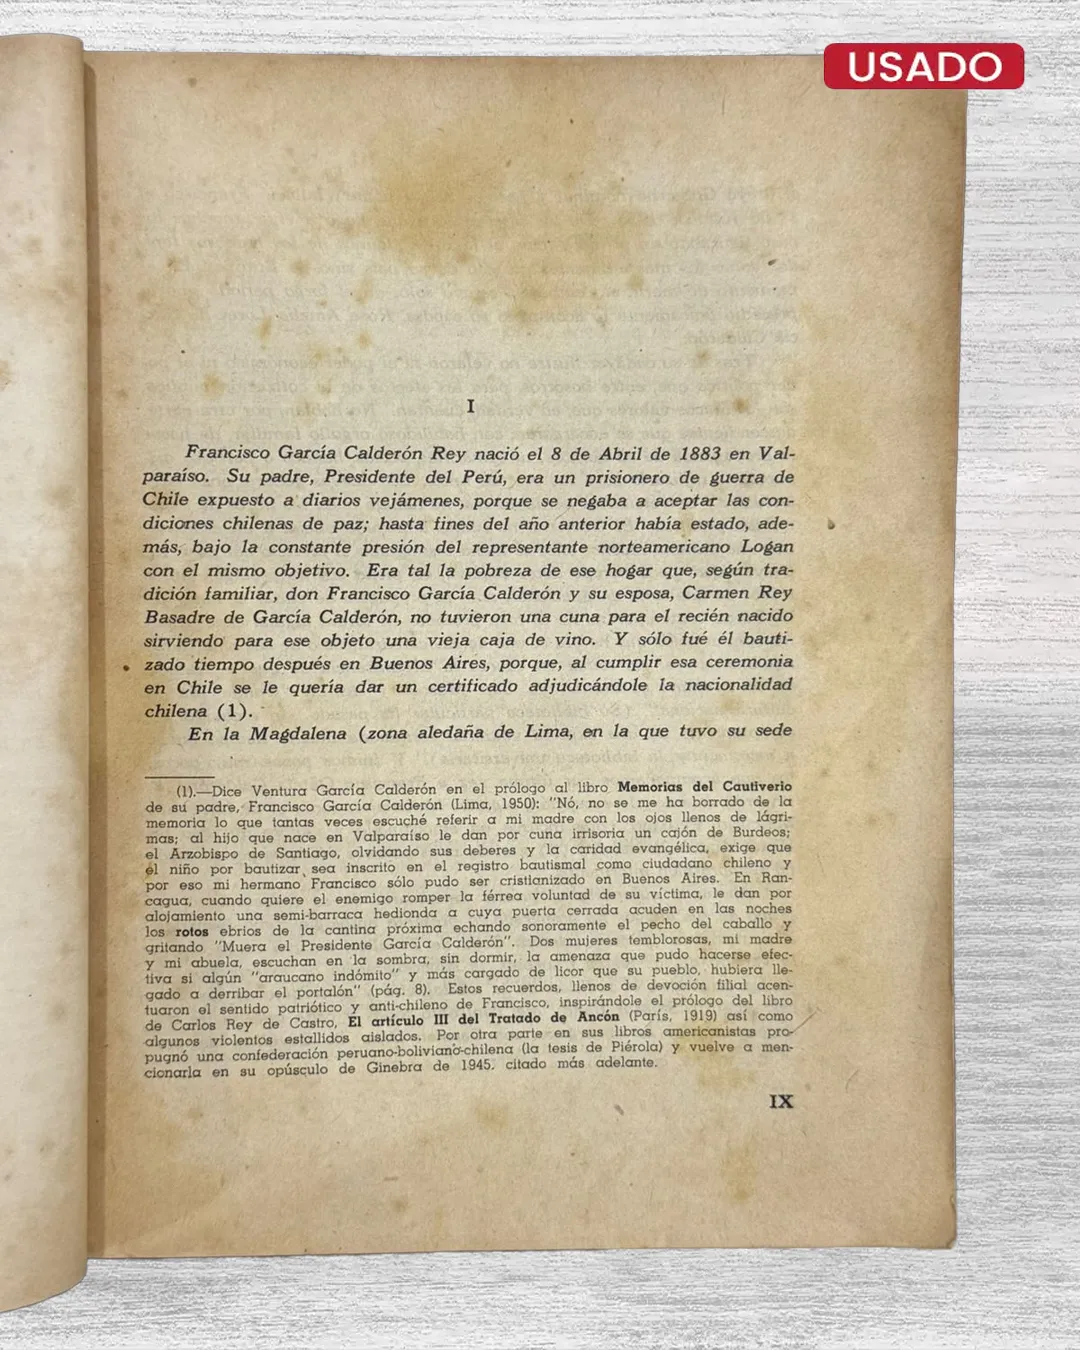 USADO
I
Francisco García Calderón Rey nació el 8 de Abril de 1883 en Val-
paraíso. Su padre, Presidente del Perú, era un prisionero de guerra de
Chile expuesto a diarios vejámenes, porque se negaba a aceptar las con-
diciones chilenas de paz; hasta fines del año anterior había estado, ade-
más, bajo la constante presión del representante norteamericano Logan
con el mismo objetivo. Era tal la pobreza de ese hogar que, según tra-
dición familiar, don Francisco García Calderón y su esposa, Carmen Rey
Basadre de García Calderón, no tuvieron una cuna para el recién nacido
sirviendo para ese objeto una vieja caja de vino. Y sólo fué él bauti-
zado tiempo después en Buenos Aires, porque, al cumplir esa ceremonia
en Chile se le quería dar un certificado adjudicándole la nacionalidad
chilena (1).
En la Magdalena (zona aledaña de Lima, en la que tuvo su sede
(1).—Dice Ventura García Calderón en el prólogo al libro Memorias del Cautiverio
de su padre, Francisco García Calderón (Lima, 1950): "Nó, no se me ha borrado de la
memoria lo que tantas veces escuché referir a mi madre con los ojos llenos de lágri-
mas; al hijo que nace en Valparaíso le dan por cuna irrisoria un cajón de Burdeos;
el Arzobispo de Santiago, olvidando sus deberes y la caridad evangélica, exige que
el niño por bautizar sea inscrito en el registro bautismal como ciudadano chileno y
por eso mi hermano Francisco sólo pudo ser cristianizado en Buenos Aires. En Ran-
cagua, cuando quiere el enemigo romper la férrea voluntad de su víctima, le dan por
alojamiento una semi-barraca hedionda a cuya puerta cerrada acuden en las noches
los rotos ebrios de la cantina próxima echando sonoramente el pecho del caballo y
gritando "Muera el Presidente García Calderón". Dos mujeres temblorosas, mi madre
y mi abuela, escuchan en la sombra, sin dormir, la amenaza que pudo hacerse efec-
tiva si algún "araucano indómito" y más cargado de licor que su pueblo, hubiera lle-
gado a derribar el portalón" (pág. 8). Estos recuerdos, llenos de devoción filial acen-
tuaron el sentido patriótico y anti-chileno de Francisco, inspirándole el prólogo del libro
de Carlos Rey de Castro, El artículo III del Tratado de Ancón (París, 1919) así como
algunos violentos estallidos aislados. Por otra parte en sus libros americanistas pro-
pugnó una confederación peruano-boliviano-chilena (la tesis de Piérola) y vuelve a men-
cionarla en su opúsculo de Ginebra de 1945. citado más adelante.
IX